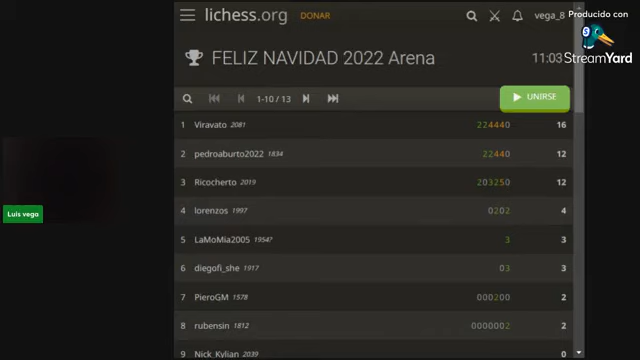 lichess.org DONAR vega_8 Producido con
StreamYard
FELIZ NAVIDAD 2022 Arena 11:03
1-10 / 13 UNIRSE
1 Viravato 2081 224440 16
2 pedroaburto2022 1834 22440 12
3 Ricocherto 2019 203250 12
4 lorenzos 1997 0202 4
Luis vega
5 LaMoMia2005 1954? 3 3
6 diegofi_she 1917 03 3
7 PieroGM 1578 000200 2
8 rubensin 1812 0000002 2
9 Nick_Kylian 2039 0